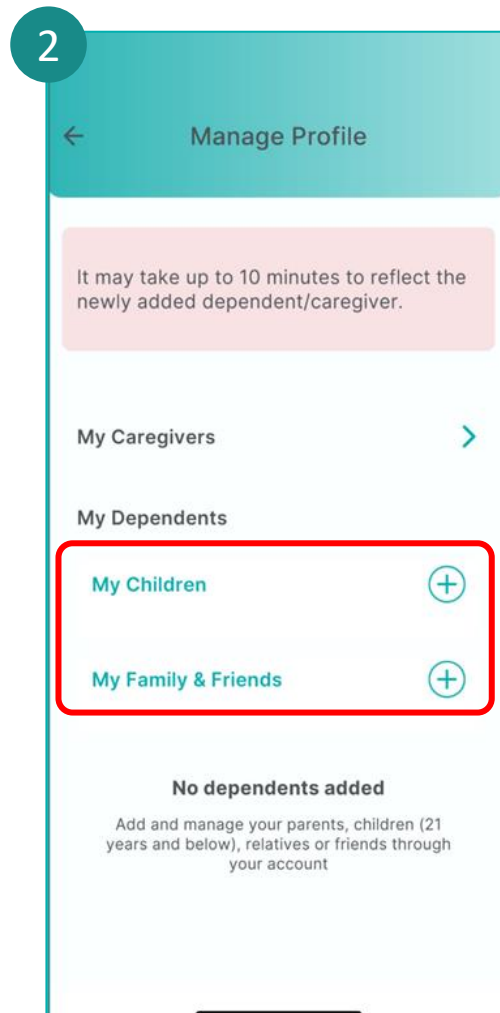 2
Manage Profile
It may take up to 10 minutes to reflect the
newly added dependent/caregiver.
My Caregivers
My Dependents
My Children
My Family & Friends
No dependents added
Add and manage your parents, children (21
years and below), relatives or friends through
your account